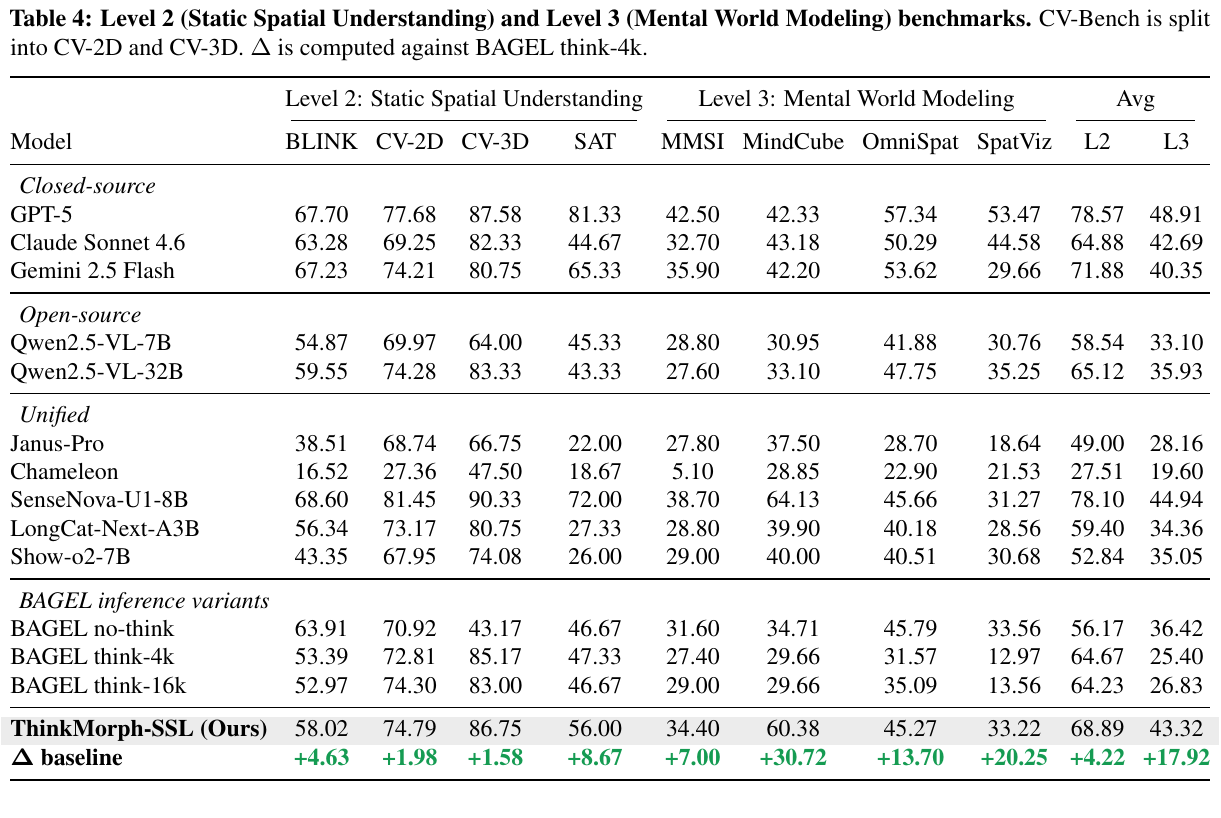 Table 4: Level 2 (Static Spatial Understanding) and Level 3 (Mental World Modeling) benchmarks. CV-Bench is split
into CV-2D and CV-3D. Δ is computed against BAGEL think-4k.
Level 2: Static Spatial Understanding Level 3: Mental World Modeling Avg
Model BLINK CV-2D CV-3D SAT MMSI MindCube OmniSpat SpatViz L2 L3
Closed-source
GPT-5 67.70 77.68 87.58 81.33 42.50 42.33 57.34 53.47 78.57 48.91
Claude Sonnet 4.6 63.28 69.25 82.33 44.67 32.70 43.18 50.29 44.58 64.88 42.69
Gemini 2.5 Flash 67.23 74.21 80.75 65.33 35.90 42.20 53.62 29.66 71.88 40.35
Open-source
Qwen2.5-VL-7B 54.87 69.97 64.00 45.33 28.80 30.95 41.88 30.76 58.54 33.10
Qwen2.5-VL-32B 59.55 74.28 83.33 43.33 27.60 33.10 47.75 35.25 65.12 35.93
Unified
Janus-Pro 38.51 68.74 66.75 22.00 27.80 37.50 28.70 18.64 49.00 28.16
Chameleon 16.52 27.36 47.50 18.67 5.10 28.85 22.90 21.53 27.51 19.60
SenseNova-U1-8B 68.60 81.45 90.33 72.00 38.70 64.13 45.66 31.27 78.10 44.94
LongCat-Next-A3B 56.34 73.17 80.75 27.33 28.80 39.90 40.18 28.56 59.40 34.36
Show-o2-7B 43.35 67.95 74.08 26.00 29.00 40.00 40.51 30.68 52.84 35.05
BAGEL inference variants
BAGEL no-think 63.91 70.92 43.17 46.67 31.60 34.71 45.79 33.56 56.17 36.42
BAGEL think-4k 53.39 72.81 85.17 47.33 27.40 29.66 31.57 12.97 64.67 25.40
BAGEL think-16k 52.97 74.30 83.00 46.67 29.00 29.66 35.09 13.56 64.23 26.83
ThinkMorph-SSL (Ours) 58.02 74.79 86.75 56.00 34.40 60.38 45.27 33.22 68.89 43.32
Δ baseline +4.63 +1.98 +1.58 +8.67 +7.00 +30.72 +13.70 +20.25 +4.22 +17.92